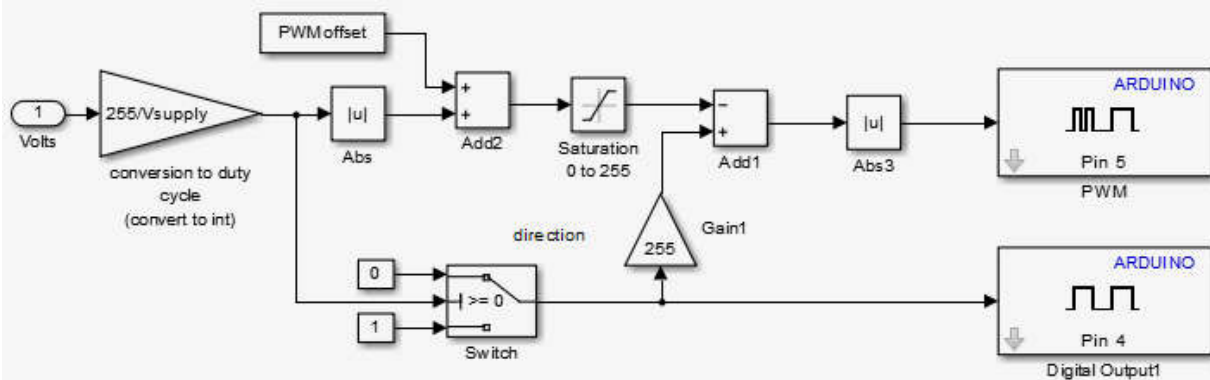 PWMoffset
ARDUINO
1
Volts
255/Vsupply
conversion to duty
cycle
(convert to int)
|u|
Abs
+
+
Add2
Saturation
0 to 255
−
+
Add1
|u|
Abs3
Pin 5
PWM
direction
255
Gain1
0
>= 0
1
Switch
ARDUINO
Pin 4
Digital Output1